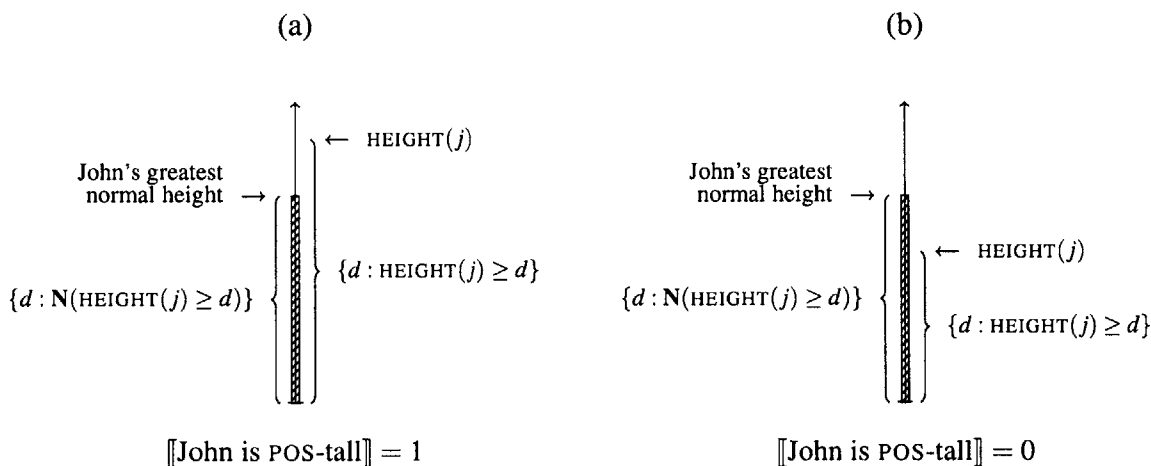 (a)
← HEIGHT(j)
John's greatest
normal height →
{d : HEIGHT(j) ≥ d}
{d : N(HEIGHT(j) ≥ d)}
⟦John is POS-tall⟧ = 1
(b)
John's greatest
normal height →
← HEIGHT(j)
{d : N(HEIGHT(j) ≥ d)}
{d : HEIGHT(j) ≥ d}
⟦John is POS-tall⟧ = 0